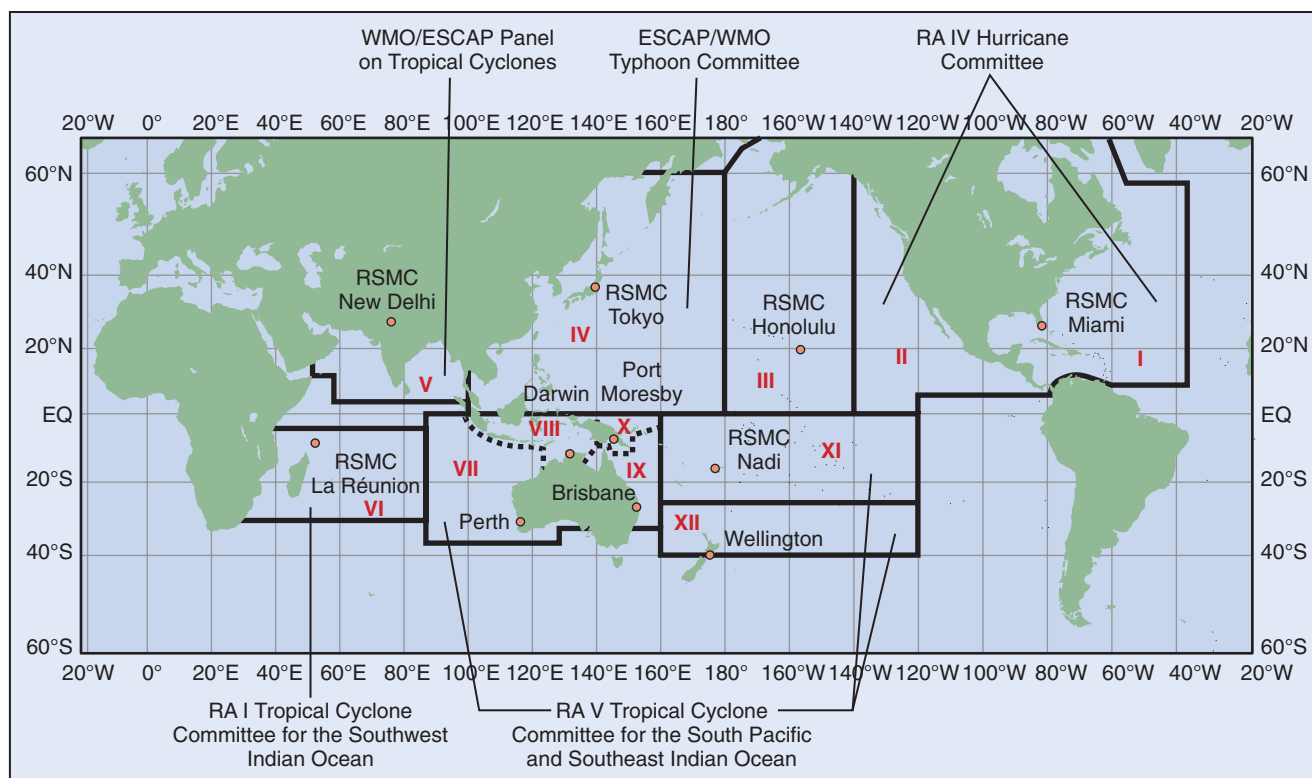 WMO/ESCAP Panel
on Tropical Cyclones
ESCAP/WMO
Typhoon Committee
RA IV Hurricane
Committee
20°W 0° 20°E 40°E 60°E 80°E 100°E 120°E 140°E 160°E 180° 160°W 140°W 120°W 100°W 80°W 60°W 40°W 20°W
60°N 60°N
40°N 40°N
RSMC
New Delhi
RSMC
Tokyo
RSMC
Honolulu
RSMC
Miami
IV
20°N 20°N
II
I
V
III
Port
Darwin Moresby
EQ EQ
VIII
X
RSMC
Nadi
XI
RSMC
La Réunion
VI
VII
IX
20°S 20°S
Brisbane
Perth
XII
Wellington
40°S 40°S
60°S 60°S
20°W 0° 20°E 40°E 60°E 80°E 100°E 120°E 140°E 160°E 180° 160°W 140°W 120°W 100°W 80°W 60°W 40°W 20°W
RA I Tropical Cyclone
Committee for the Southwest
Indian Ocean
RA V Tropical Cyclone
Committee for the South Pacific
and Southeast Indian Ocean